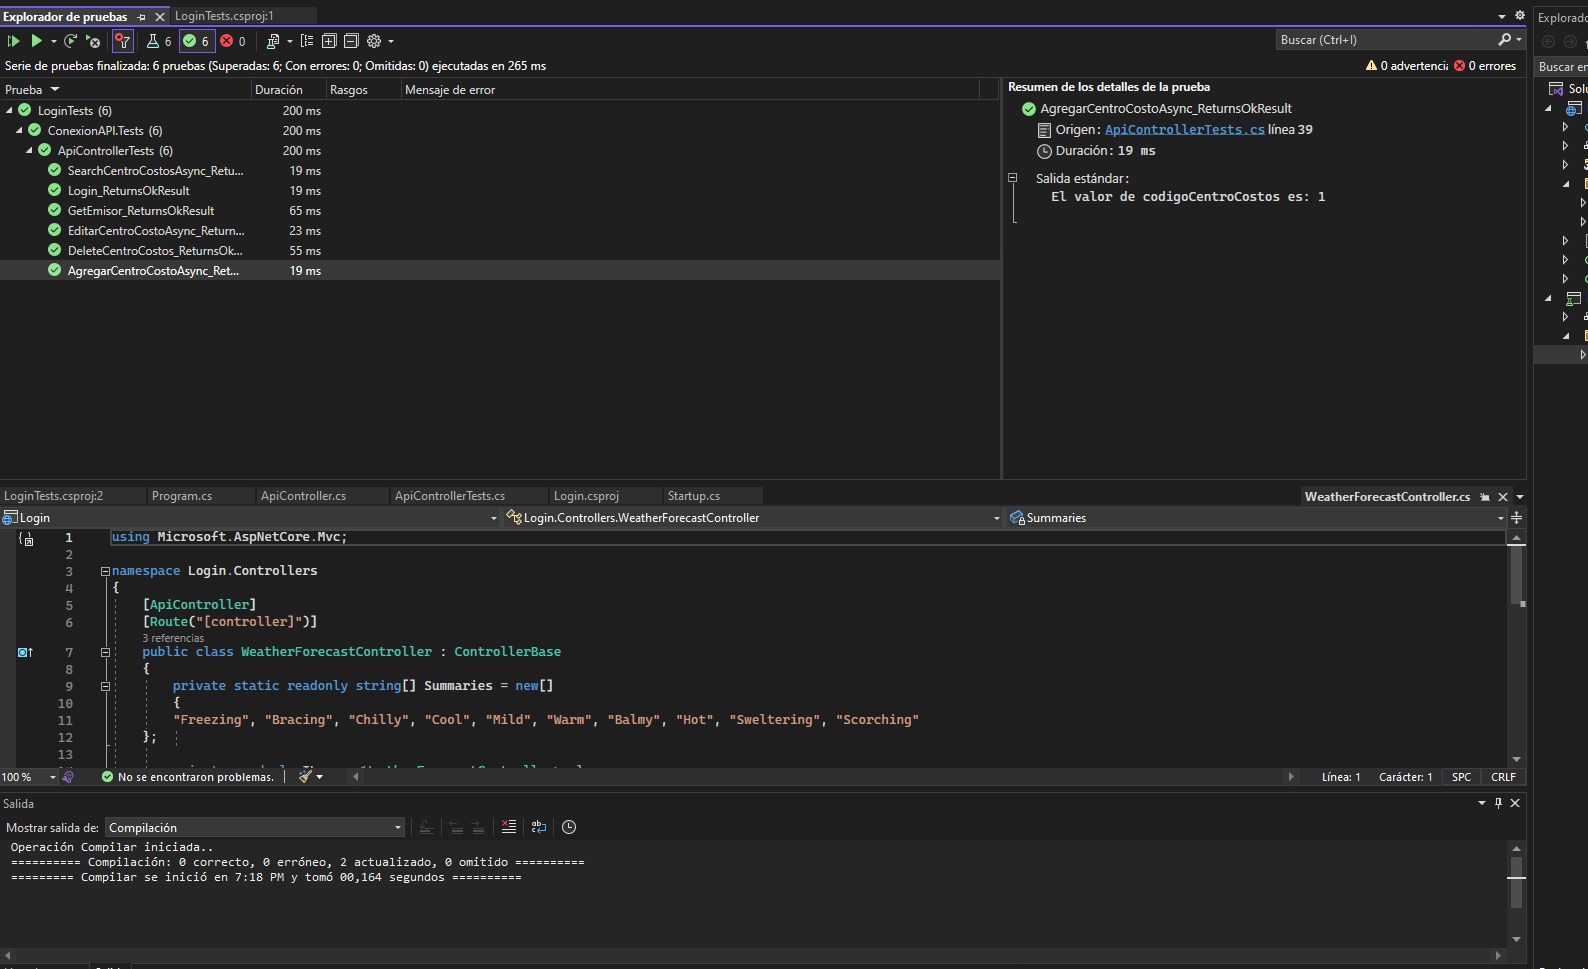 Explorador de pruebas LoginTests.csproj:1
6 6 0
Buscar (Ctrl+I)
Serie de pruebas finalizada: 6 pruebas (Superadas: 6; Con errores: 0; Omitidas: 0) ejecutadas en 265 ms
0 advertencia 0 errores
Prueba Duración Rasgos Mensaje de error
LoginTests (6) 200 ms
ConexionAPI.Tests (6) 200 ms
ApiControllerTests (6) 200 ms
SearchCentroCostosAsync_Retu... 19 ms
Login_ReturnsOkResult 19 ms
GetEmisor_ReturnsOkResult 65 ms
EditarCentroCostoAsync_Return... 23 ms
DeleteCentroCostos_ReturnsOk... 55 ms
AgregarCentroCostoAsync_Ret... 19 ms
Resumen de los detalles de la prueba
AgregarCentroCostoAsync_ReturnsOkResult
Origen: ApiControllerTests.cs línea 39
Duración: 19 ms
Salida estándar:
El valor de codigoCentroCostos es: 1
Explorado
Buscar en
Solu
LoginTests.csproj:2 Program.cs ApiController.cs ApiControllerTests.cs Login.csproj Startup.cs WeatherForecastController.cs
Login Login.Controllers.WeatherForecastController Summaries
1 using Microsoft.AspNetCore.Mvc;
2
3 namespace Login.Controllers
4 {
5 [ApiController]
6 [Route("[controller]")]
3 referencias
7 public class WeatherForecastController : ControllerBase
8 {
9 private static readonly string[] Summaries = new[]
10 {
11 "Freezing", "Bracing", "Chilly", "Cool", "Mild", "Warm", "Balmy", "Hot", "Sweltering", "Scorching"
12 };
13
100 % No se encontraron problemas. Línea: 1 Carácter: 1 SPC CRLF
Salida
Mostrar salida de: Compilación
Operación Compilar iniciada..
========== Compilación: 0 correcto, 0 erróneo, 2 actualizado, 0 omitido ==========
========= Compilar se inició en 7:18 PM y tomó 00,164 segundos ==========